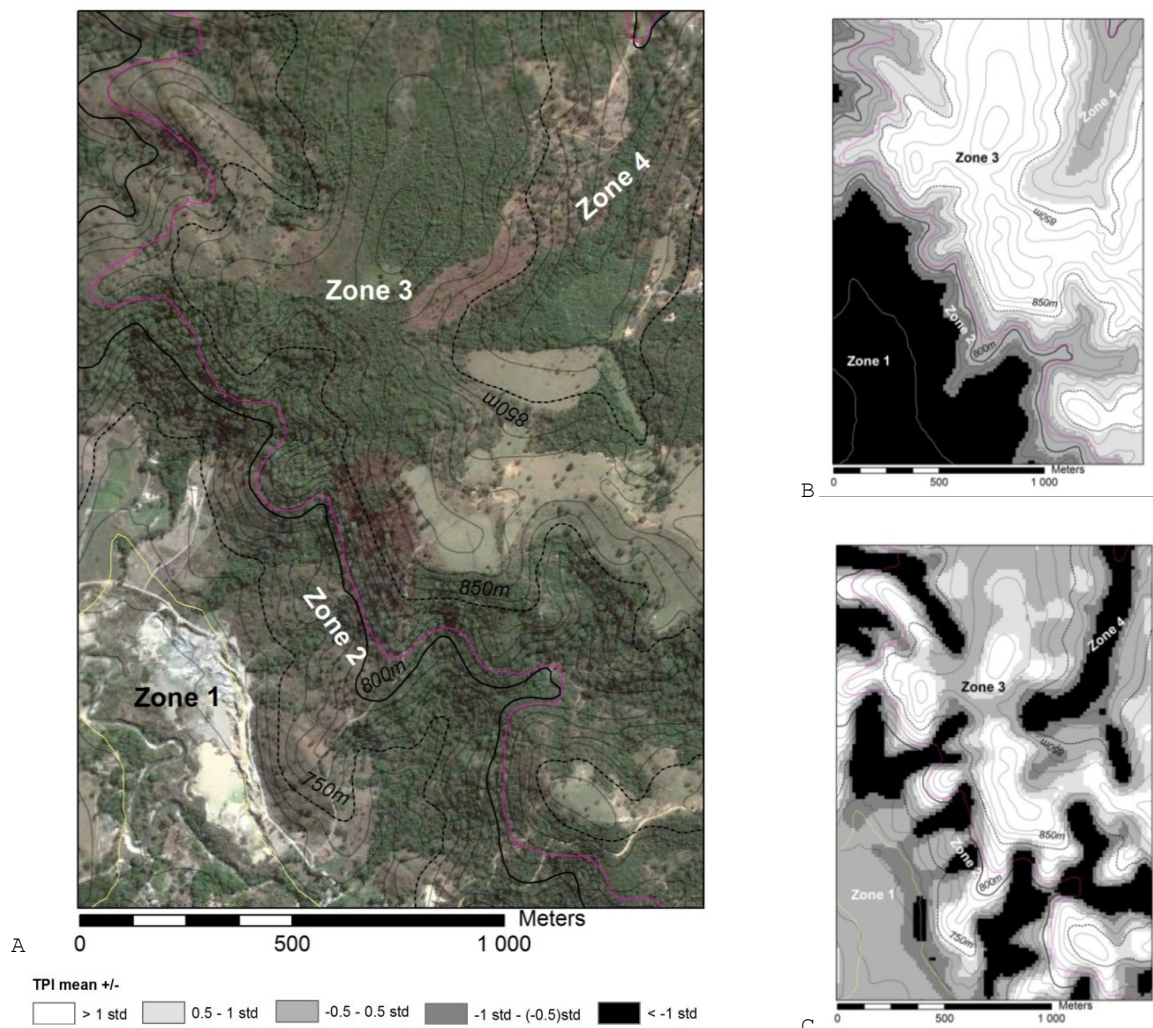 Zone 4
Zone 3
850m
850m
Zone 2
800m
Zone 1
750m
Meters
A
0 500 1 000
TPI mean +/-
> 1 std 0.5 - 1 std -0.5 - 0.5 std -1 std - (-0.5)std < -1 std
Zone 4
Zone 3
850m
850m
Zone 2
800m
Zone 1
Meters
B
0 500 1 000
Zone 4
Zone 3
850m
850m
Zone
800m
Zone 1
750m
Meters
C 0 500 1 000